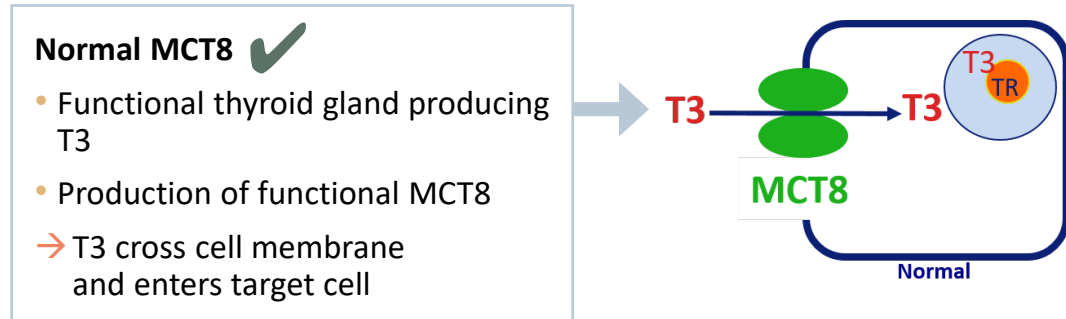 Normal MCT8 ✔
• Functional thyroid gland producing
T3
• Production of functional MCT8
→ T3 cross cell membrane
and enters target cell
T3
MCT8
T3
T3
TR
Normal